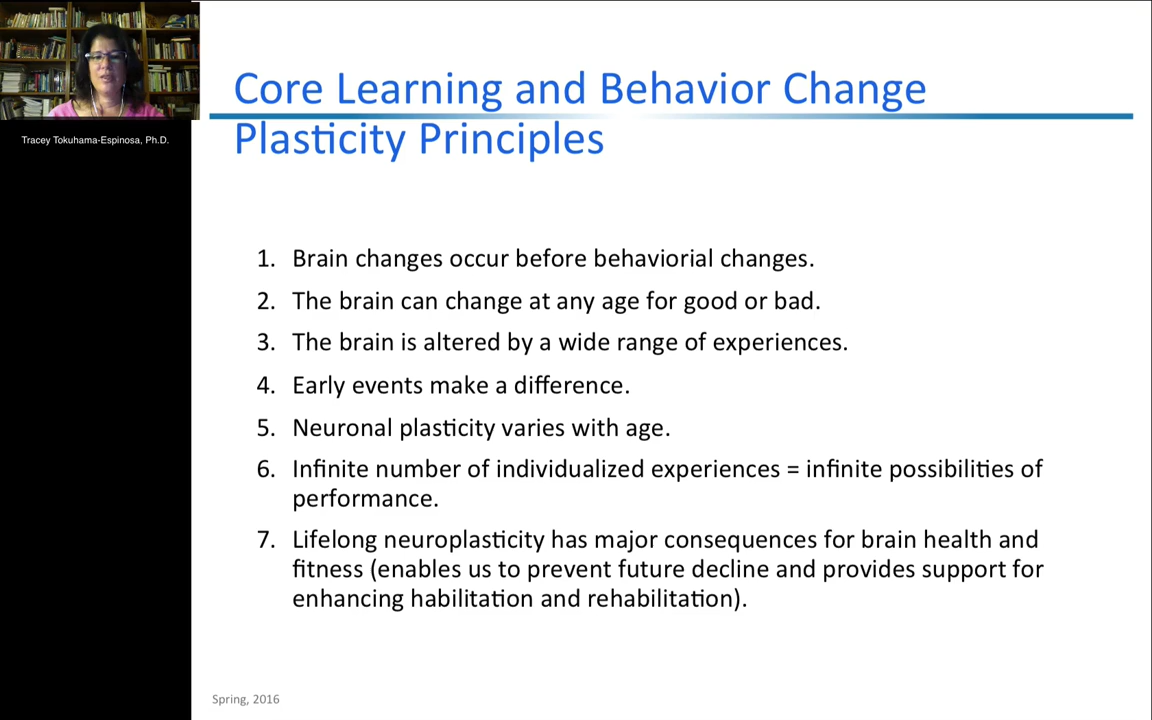 Tracey Tokuhama-Espinosa, Ph.D.
Core Learning and Behavior Change
Plasticity Principles
1. Brain changes occur before behaviorial changes.
2. The brain can change at any age for good or bad.
3. The brain is altered by a wide range of experiences.
4. Early events make a difference.
5. Neuronal plasticity varies with age.
6. Infinite number of individualized experiences = infinite possibilities of
performance.
7. Lifelong neuroplasticity has major consequences for brain health and
fitness (enables us to prevent future decline and provides support for
enhancing habilitation and rehabilitation).
Spring, 2016